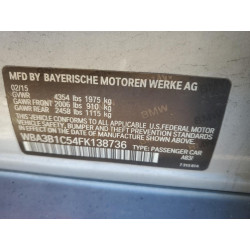 MFD BY BAYERISCHE MOTOREN WERKE AG
02/15
GVWR 4354 lbs 1975 kg
GAWR FRONT 2006 lbs 910 kg
GAWR REAR 2458 lbs 1115 kg
THIS VEHICLE CONFORMS TO ALL APPLICABLE
FEDERAL MOTOR VEHICLE SAFETY, BUMPER,
AND THEFT PREVENTION STANDARDS IN EFFECT
ON THE DATE OF MANUFACTURE SHOWN ABOVE.
WBA3B1C54FK138736 TYPE: PASSENGER CAR
BMW